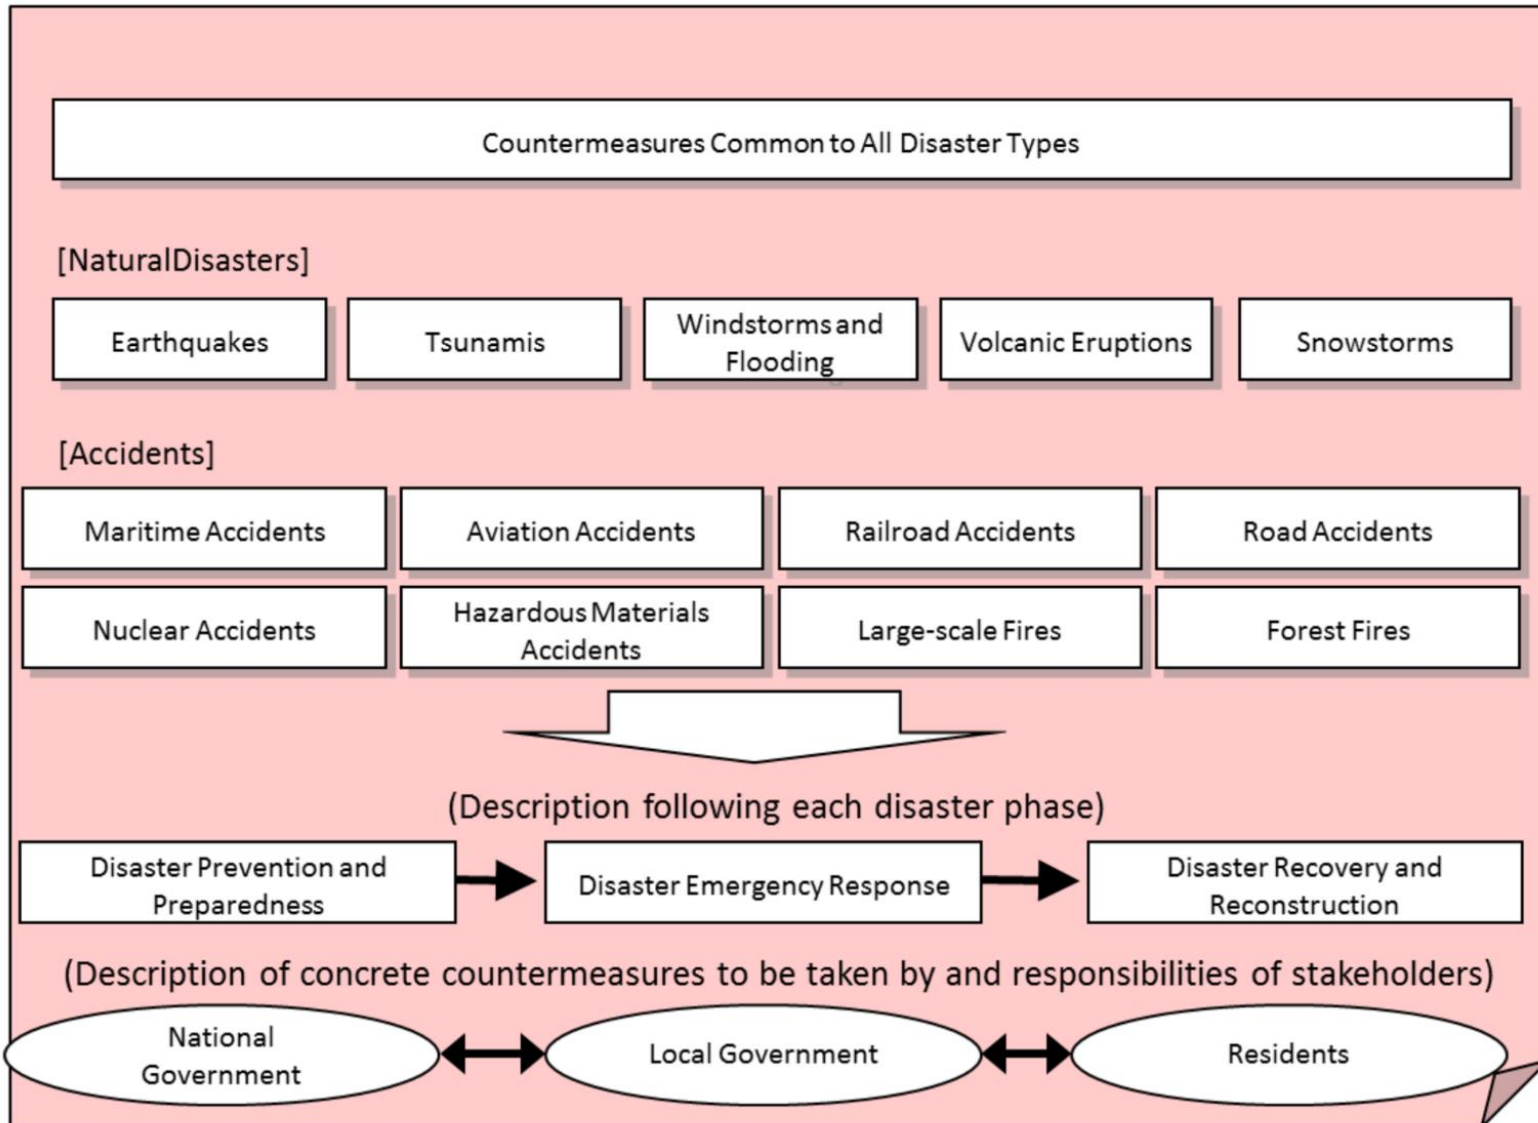 Countermeasures Common to All Disaster Types
[NaturalDisasters]
Earthquakes
Tsunamis
Windstorms and
Flooding
Volcanic Eruptions
Snowstorms
[Accidents]
Maritime Accidents
Aviation Accidents
Railroad Accidents
Road Accidents
Nuclear Accidents
Hazardous Materials
Accidents
Large-scale Fires
Forest Fires
(Description following each disaster phase)
Disaster Prevention and
Preparedness
Disaster Emergency Response
Disaster Recovery and
Reconstruction
(Description of concrete countermeasures to be taken by and responsibilities of stakeholders)
National
Government
Local Government
Residents